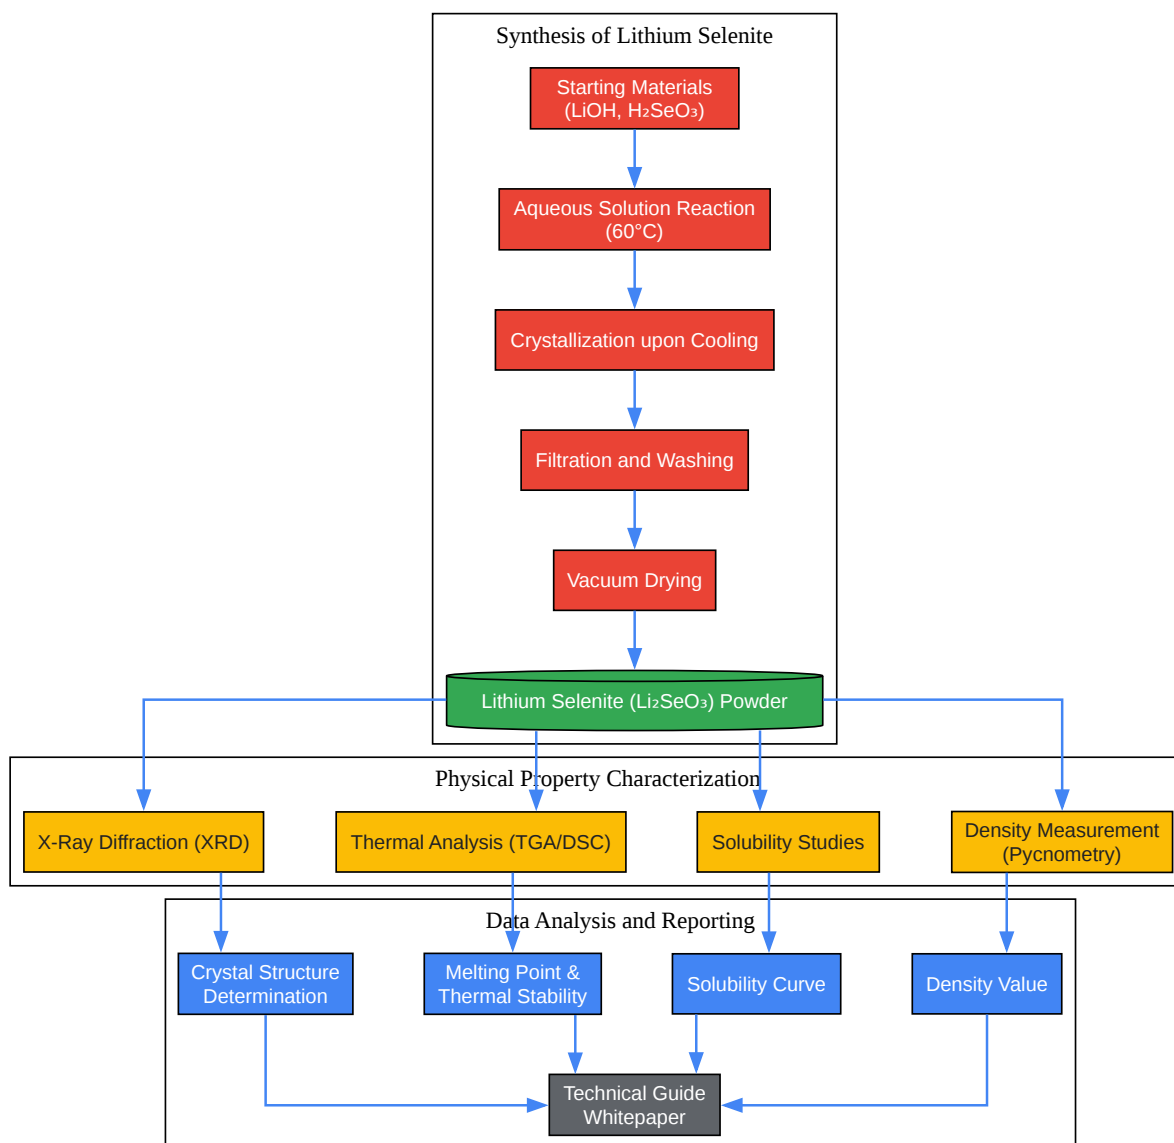 Synthesis of Lithium Selenite
Starting Materials
(LiOH, H₂SeO₃)
Aqueous Solution Reaction
(60°C)
Crystallization upon Cooling
Filtration and Washing
Vacuum Drying
Lithium Selenite (Li₂SeO₃) Powder
Physical Property Characterization
X-Ray Diffraction (XRD)
Thermal Analysis (TGA/DSC)
Solubility Studies
Density Measurement
(Pycnometry)
Data Analysis and Reporting
Crystal Structure
Determination
Melting Point &
Thermal Stability
Solubility Curve
Density Value
Technical Guide
Whitepaper